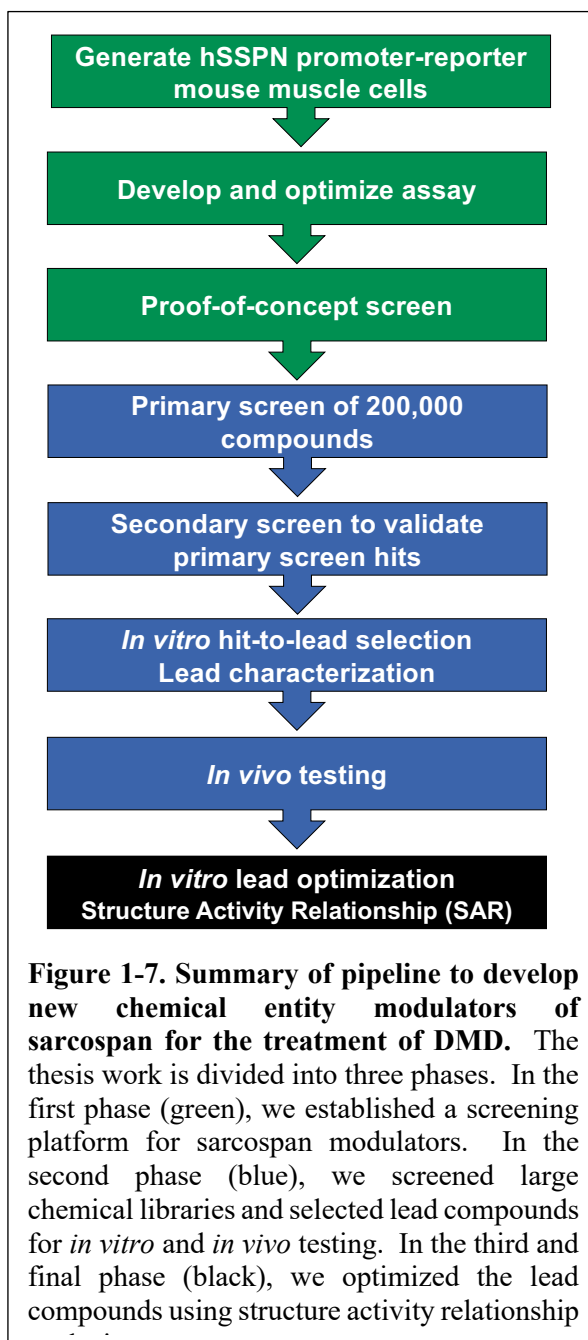 Generate hSSPN promoter-reporter
mouse muscle cells
Develop and optimize assay
Proof-of-concept screen
Primary screen of 200,000
compounds
Secondary screen to validate
primary screen hits
In vitro hit-to-lead selection
Lead characterization
In vivo testing
In vitro lead optimization
Structure Activity Relationship (SAR)
Figure 1-7. Summary of pipeline to develop
new chemical entity modulators of
sarcospan for the treatment of DMD. The
thesis work is divided into three phases. In the
first phase (green), we established a screening
platform for sarcospan modulators. In the
second phase (blue), we screened large
chemical libraries and selected lead compounds
for in vitro and in vivo testing. In the third and
final phase (black), we optimized the lead
compounds using structure activity relationship